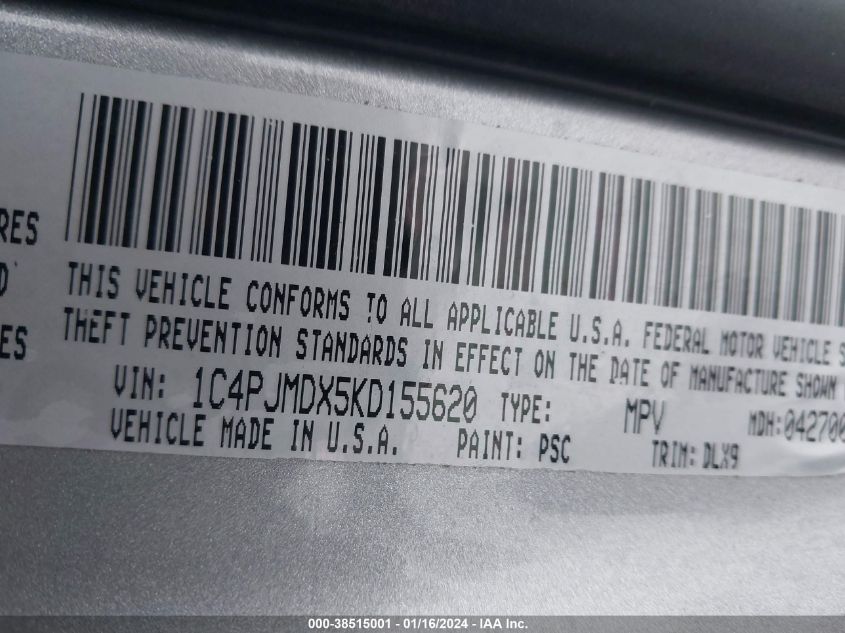 RES
D
ES
THIS VEHICLE CONFORMS TO ALL APPLICABLE U.S.A. FEDERAL MOTOR VEHICLE S
THEFT PREVENTION STANDARDS IN EFFECT ON THE DATE OF MANUFACTURE SHOWN
VIN: 1C4PJMDX5KD155620 TYPE: MPV MDH:042700
VEHICLE MADE IN U.S.A. PAINT: PSC TRIM: DLX9
000-38515001 - 01/16/2024 - IAA Inc.